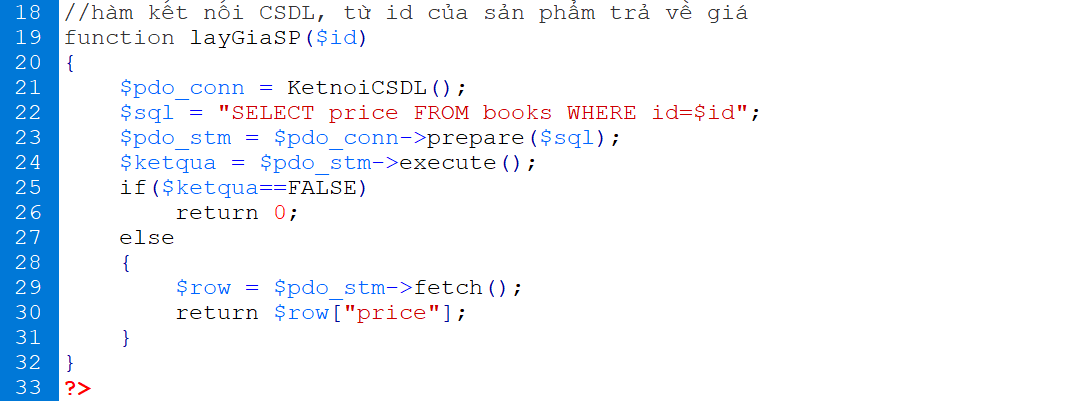 18 //hàm kết nối CSDL, từ id của sản phẩm trả về giá
19 function layGiaSP($id)
20 {
21     $pdo_conn = KetnoiCSDL();
22     $sql = "SELECT price FROM books WHERE id=$id";
23     $pdo_stm = $pdo_conn->prepare($sql);
24     $ketqua = $pdo_stm->execute();
25     if($ketqua==FALSE)
26         return 0;
27     else
28     {
29         $row = $pdo_stm->fetch();
30         return $row["price"];
31     }
32 }
33 ?>